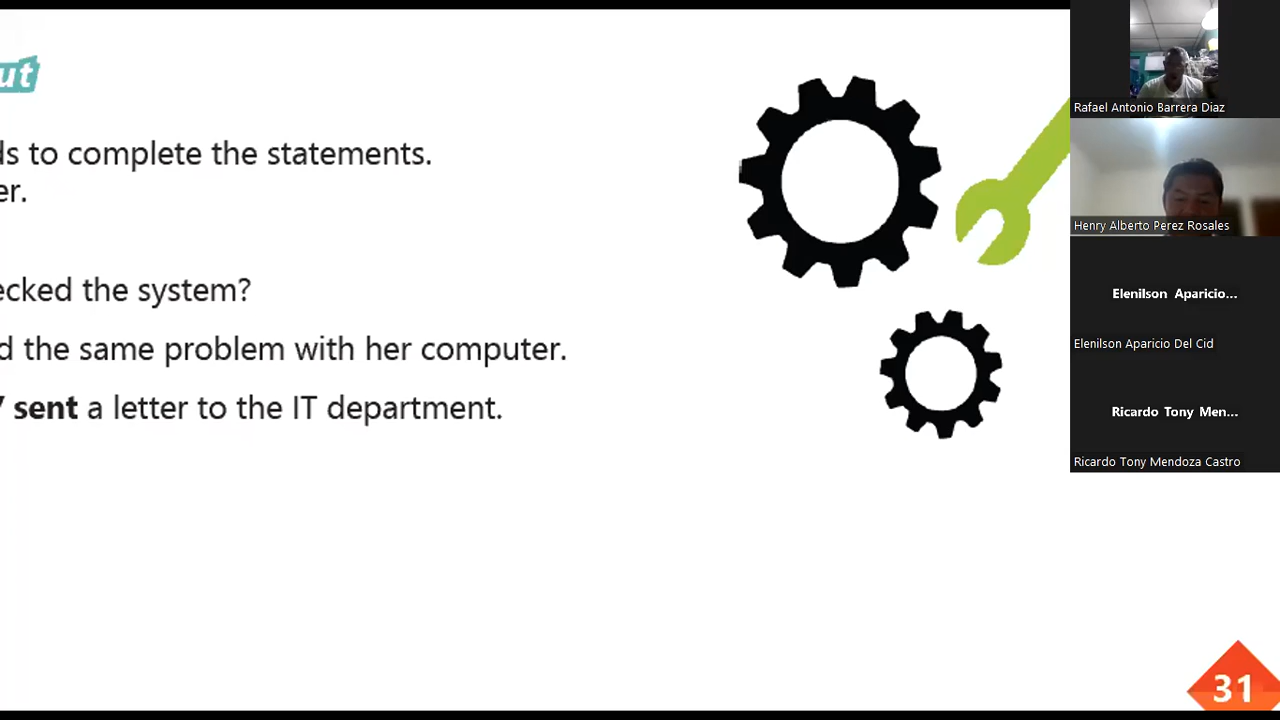 ut
ds to complete the statements.
er.
ecked the system?
d the same problem with her computer.
sent a letter to the IT department.
31
Rafael Antonio Barrera Diaz
Henry Alberto Perez Rosales
Elenilson Aparicio...
Elenilson Aparicio Del Cid
Ricardo Tony Men...
Ricardo Tony Mendoza Castro